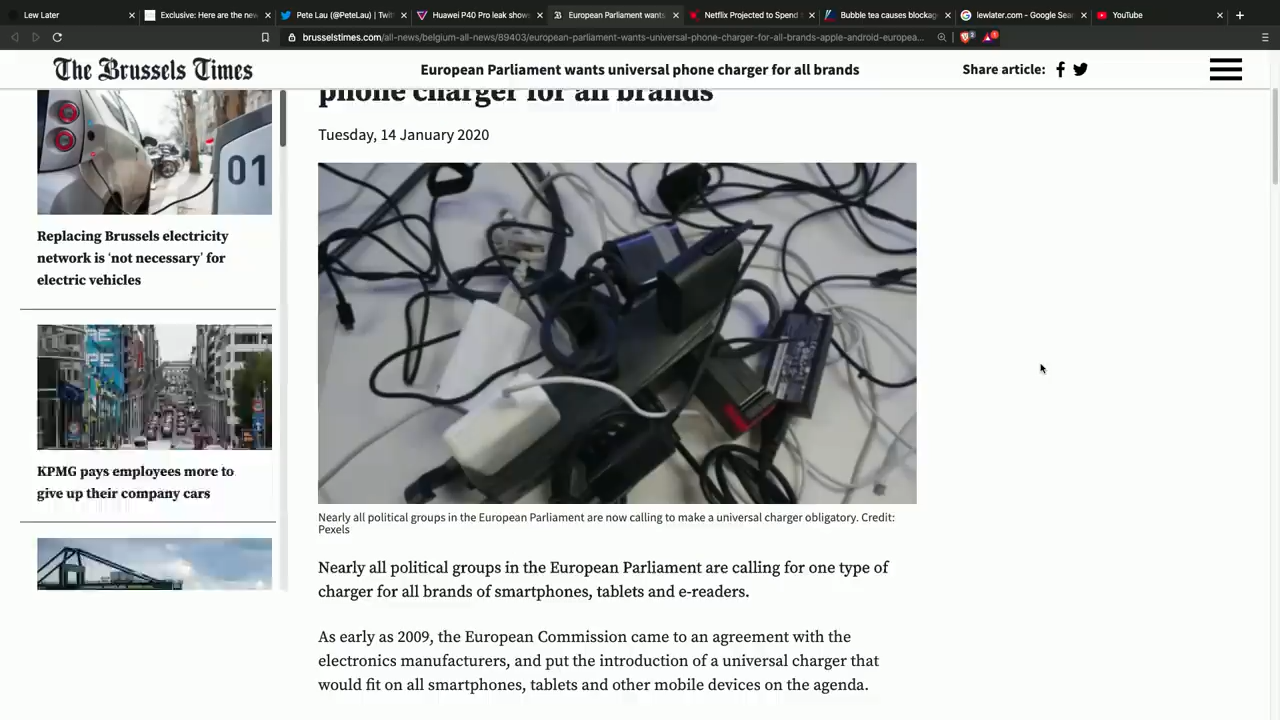 Lew Later
Exclusive: Here are the new
Pete Lau (@PeteLau) | Twitt
Huawei P40 Pro leak shows
European Parliament wants
Netflix Projected to Spend $
Bubble tea causes blockage
lewlater.com - Google Sear
YouTube
brusselstimes.com/all-news/belgium-all-news/89403/european-parliament-wants-universal-phone-charger-for-all-brands-apple-android-europea...
The Brussels Times
European Parliament wants universal phone charger for all brands
Share article:
phone charger for all brands
Tuesday, 14 January 2020
01
Replacing Brussels electricity
network is 'not necessary' for
electric vehicles
KPMG pays employees more to
give up their company cars
Nearly all political groups in the European Parliament are now calling to make a universal charger obligatory. Credit:
Pexels
Nearly all political groups in the European Parliament are calling for one type of
charger for all brands of smartphones, tablets and e-readers.
As early as 2009, the European Commission came to an agreement with the
electronics manufacturers, and put the introduction of a universal charger that
would fit on all smartphones, tablets and other mobile devices on the agenda.